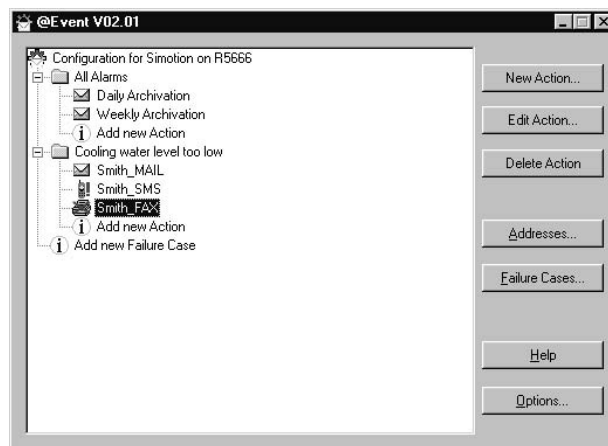 @Event V02.01
Configuration for Simotion on R5666
All Alarms
Daily Archivation
Weekly Archivation
Add new Action
Cooling water level too low
Smith_MAIL
Smith_SMS
Smith_FAX
Add new Action
Add new Failure Case
New Action...
Edit Action...
Delete Action
Addresses...
Failure Cases...
Help
Options...